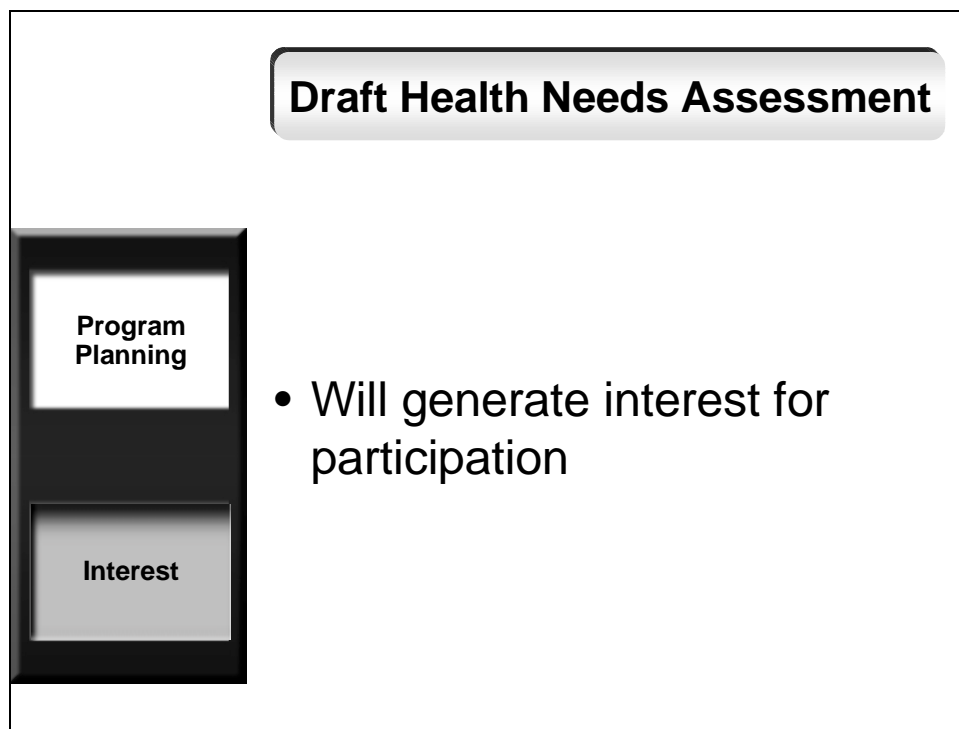 Draft Health Needs Assessment
Program
Planning
• Will generate interest for
participation
Interest